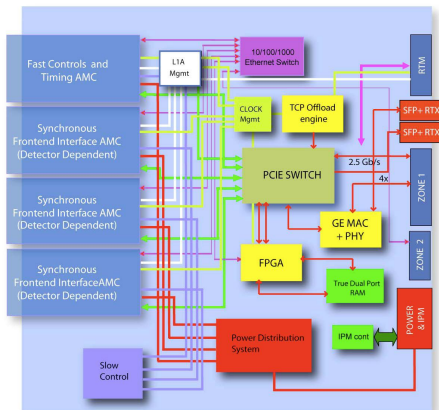 Fast Controls and
Timing AMC
Synchronous
Frontend Interface AMC
(Detector Dependent)
Synchronous
Frontend Interface AMC
(Detector Dependent)
Synchronous
Frontend InterfaceAMC
(Detector Dependent)
L1A
Mgmt
10/100/1000
Ethernet Switch
CLOCK
Mgmt
TCP Offload
engine
PCIE SWITCH
2.5 Gb/s
4x
GE MAC
+ PHY
FPGA
True Dual Port
RAM
Power Distribution
System
IPM cont
Slow
Control
RTM
SFP+ RTX
SFP+ RTX
ZONE 1
ZONE 2
POWER
& IPM